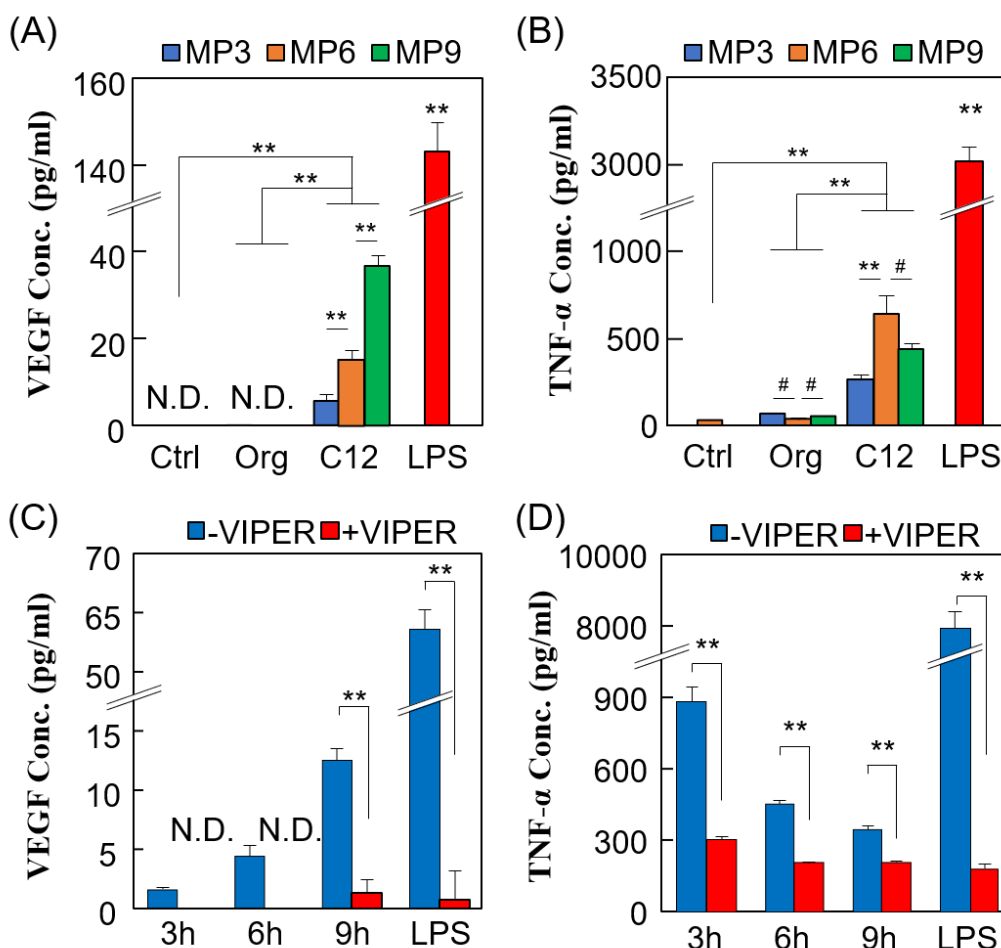 (A)
MP3 MP6 MP9
VEGF Conc. (pg/ml)
160
140
40
20
0
**
**
**
**
**
N.D. N.D.
Ctrl Org C12 LPS
(B)
MP3 MP6 MP9
TNF-α Conc. (pg/ml)
3500
3000
1000
500
0
**
**
**
** #
# #
Ctrl Org C12 LPS
(C)
-VIPER +VIPER
VEGF Conc. (pg/ml)
70
65
50
15
10
5
0
**
**
N.D. N.D.
3h 6h 9h LPS
(D)
-VIPER +VIPER
TNF-α Conc. (pg/ml)
10000
8000
900
600
300
0
**
**
**
**
3h 6h 9h LPS